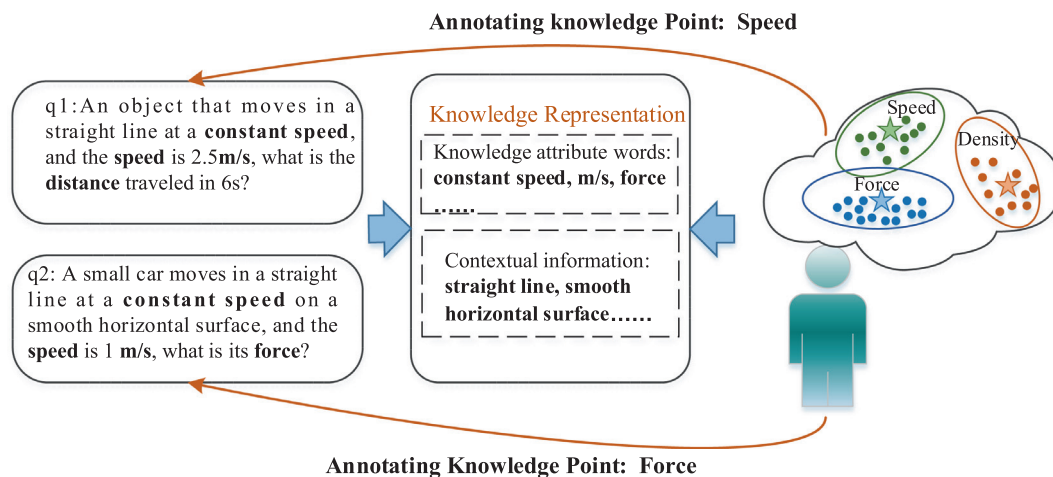 Annotating knowledge Point: Speed
q1:An object that moves in a
straight line at a constant speed,
and the speed is 2.5m/s, what is the
distance traveled in 6s?
q2: A small car moves in a straight
line at a constant speed on a
smooth horizontal surface, and the
speed is 1 m/s, what is its force?
Knowledge Representation
Knowledge attribute words:
constant speed, m/s, force
......
Contextual information:
straight line, smooth
horizontal surface......
Speed
Density
Force
Annotating Knowledge Point: Force